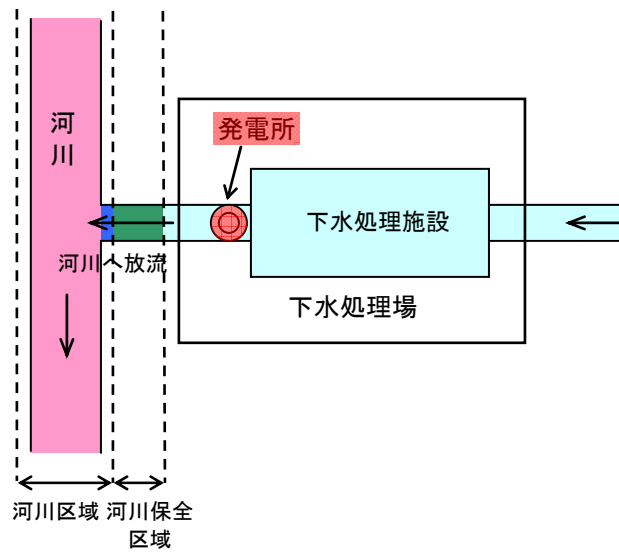 河
川
発電所
下水処理施設
河川へ放流
下水処理場
河川区域
河川保全
区域